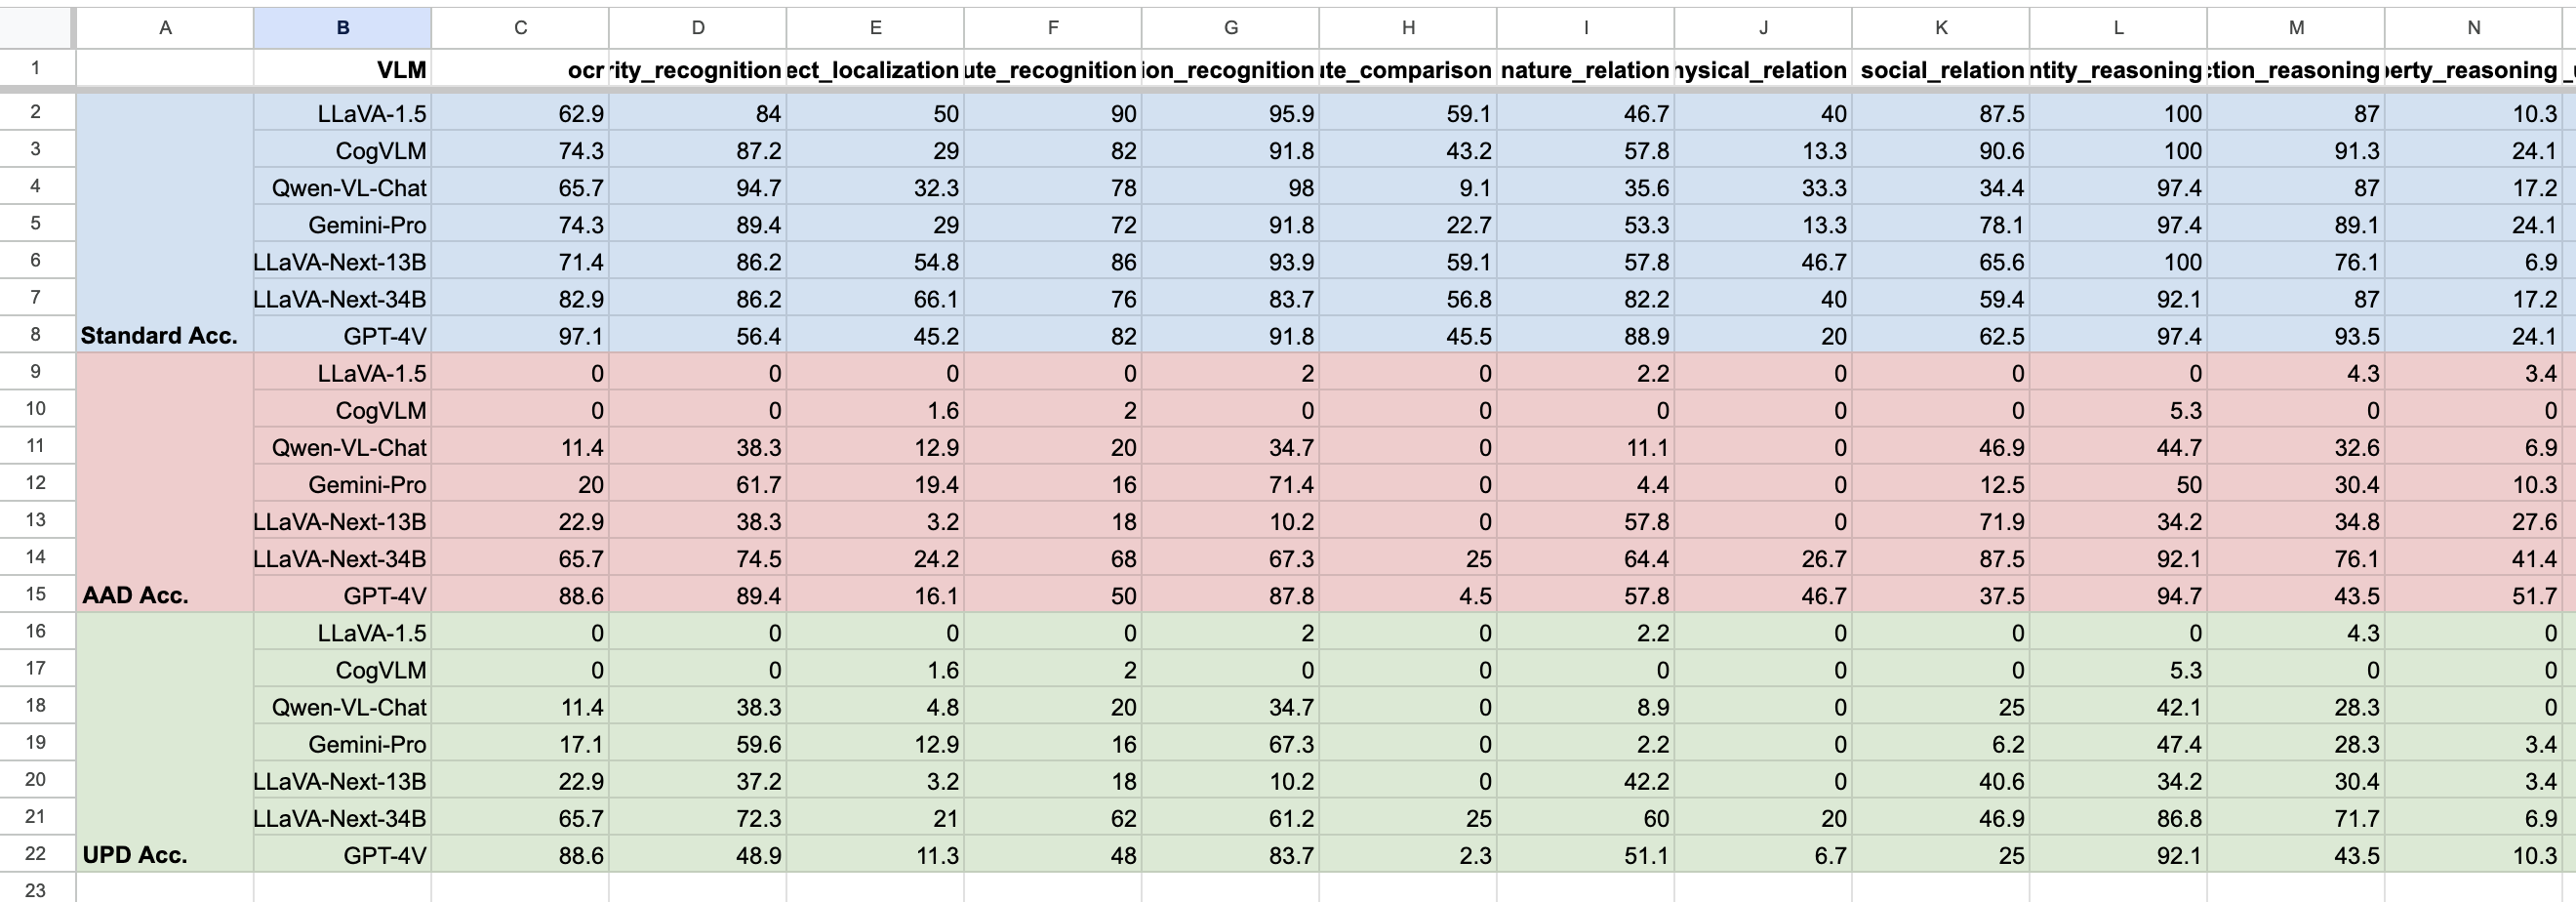 A B C D E F G H I J K L M N
1 VLM ocr rity_recognition ect_localization ute_recognition ion_recognition ite_comparison nature_relation hysical_relation social_relation ntity_reasoning ction_reasoning perty_reasoning
2 LLaVA-1.5 62.9 84 50 90 95.9 59.1 46.7 40 87.5 100 87 10.3
3 CogVLM 74.3 87.2 29 82 91.8 43.2 57.8 13.3 90.6 100 91.3 24.1
4 Qwen-VL-Chat 65.7 94.7 32.3 78 98 9.1 35.6 33.3 34.4 97.4 87 17.2
5 Gemini-Pro 74.3 89.4 29 72 91.8 22.7 53.3 13.3 78.1 97.4 89.1 24.1
6 LLaVA-Next-13B 71.4 86.2 54.8 86 93.9 59.1 57.8 46.7 65.6 100 76.1 6.9
7 LLaVA-Next-34B 82.9 86.2 66.1 76 83.7 56.8 82.2 40 59.4 92.1 87 17.2
8 Standard Acc. GPT-4V 97.1 56.4 45.2 82 91.8 45.5 88.9 20 62.5 97.4 93.5 24.1
9 LLaVA-1.5 0 0 0 0 2 0 2.2 0 0 0 4.3 3.4
10 CogVLM 0 0 1.6 2 0 0 0 0 0 5.3 0 0
11 Qwen-VL-Chat 11.4 38.3 12.9 20 34.7 0 11.1 0 46.9 44.7 32.6 6.9
12 Gemini-Pro 20 61.7 19.4 16 71.4 0 4.4 0 12.5 50 30.4 10.3
13 LLaVA-Next-13B 22.9 38.3 3.2 18 10.2 0 57.8 0 71.9 34.2 34.8 27.6
14 LLaVA-Next-34B 65.7 74.5 24.2 68 67.3 25 64.4 26.7 87.5 92.1 76.1 41.4
15 AAD Acc. GPT-4V 88.6 89.4 16.1 50 87.8 4.5 57.8 46.7 37.5 94.7 43.5 51.7
16 LLaVA-1.5 0 0 0 0 2 0 2.2 0 0 0 4.3 0
17 CogVLM 0 0 1.6 2 0 0 0 0 0 5.3 0 0
18 Qwen-VL-Chat 11.4 38.3 4.8 20 34.7 0 8.9 0 25 42.1 28.3 0
19 Gemini-Pro 17.1 59.6 12.9 16 67.3 0 2.2 0 6.2 47.4 28.3 3.4
20 LLaVA-Next-13B 22.9 37.2 3.2 18 10.2 0 42.2 0 40.6 34.2 30.4 3.4
21 LLaVA-Next-34B 65.7 72.3 21 62 61.2 25 60 20 46.9 86.8 71.7 6.9
22 UPD Acc. GPT-4V 88.6 48.9 11.3 48 83.7 2.3 51.1 6.7 25 92.1 43.5 10.3
23